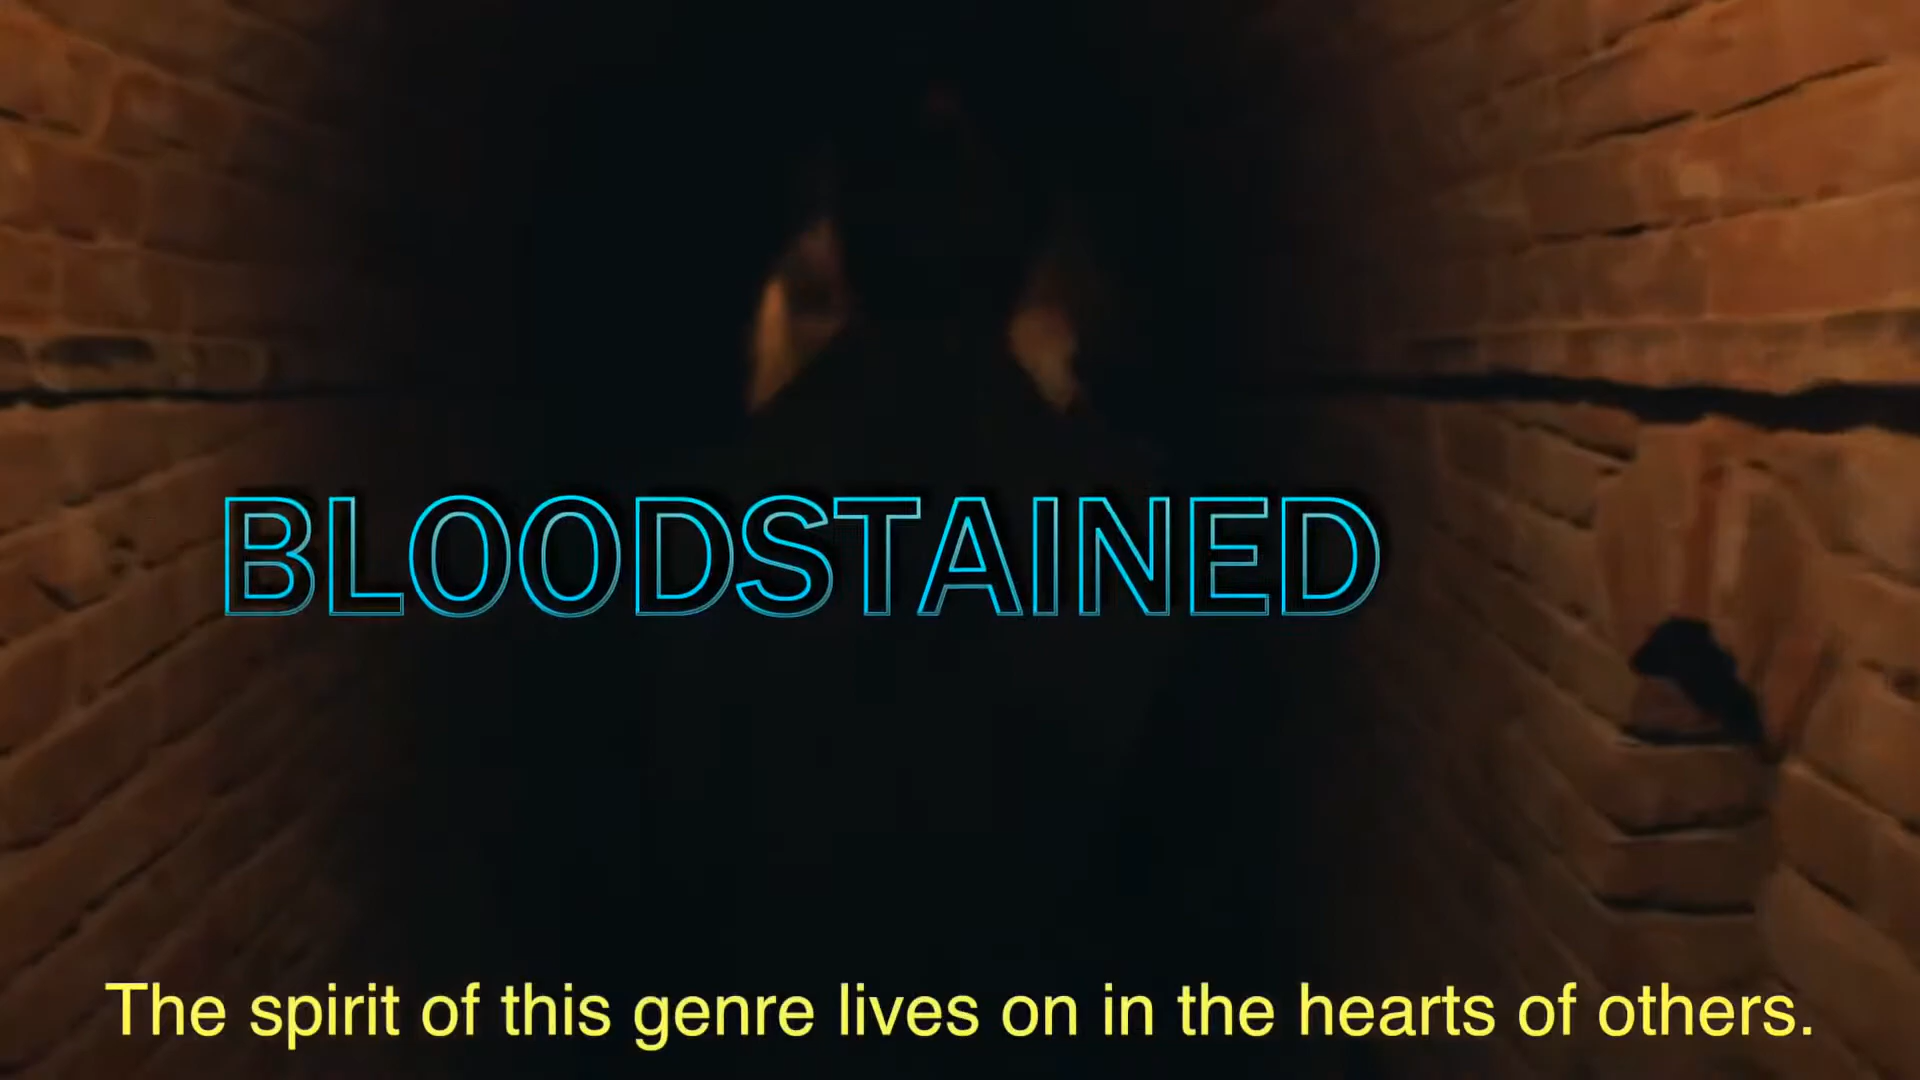 BLOODSTAINED
The spirit of this genre lives on in the hearts of others.